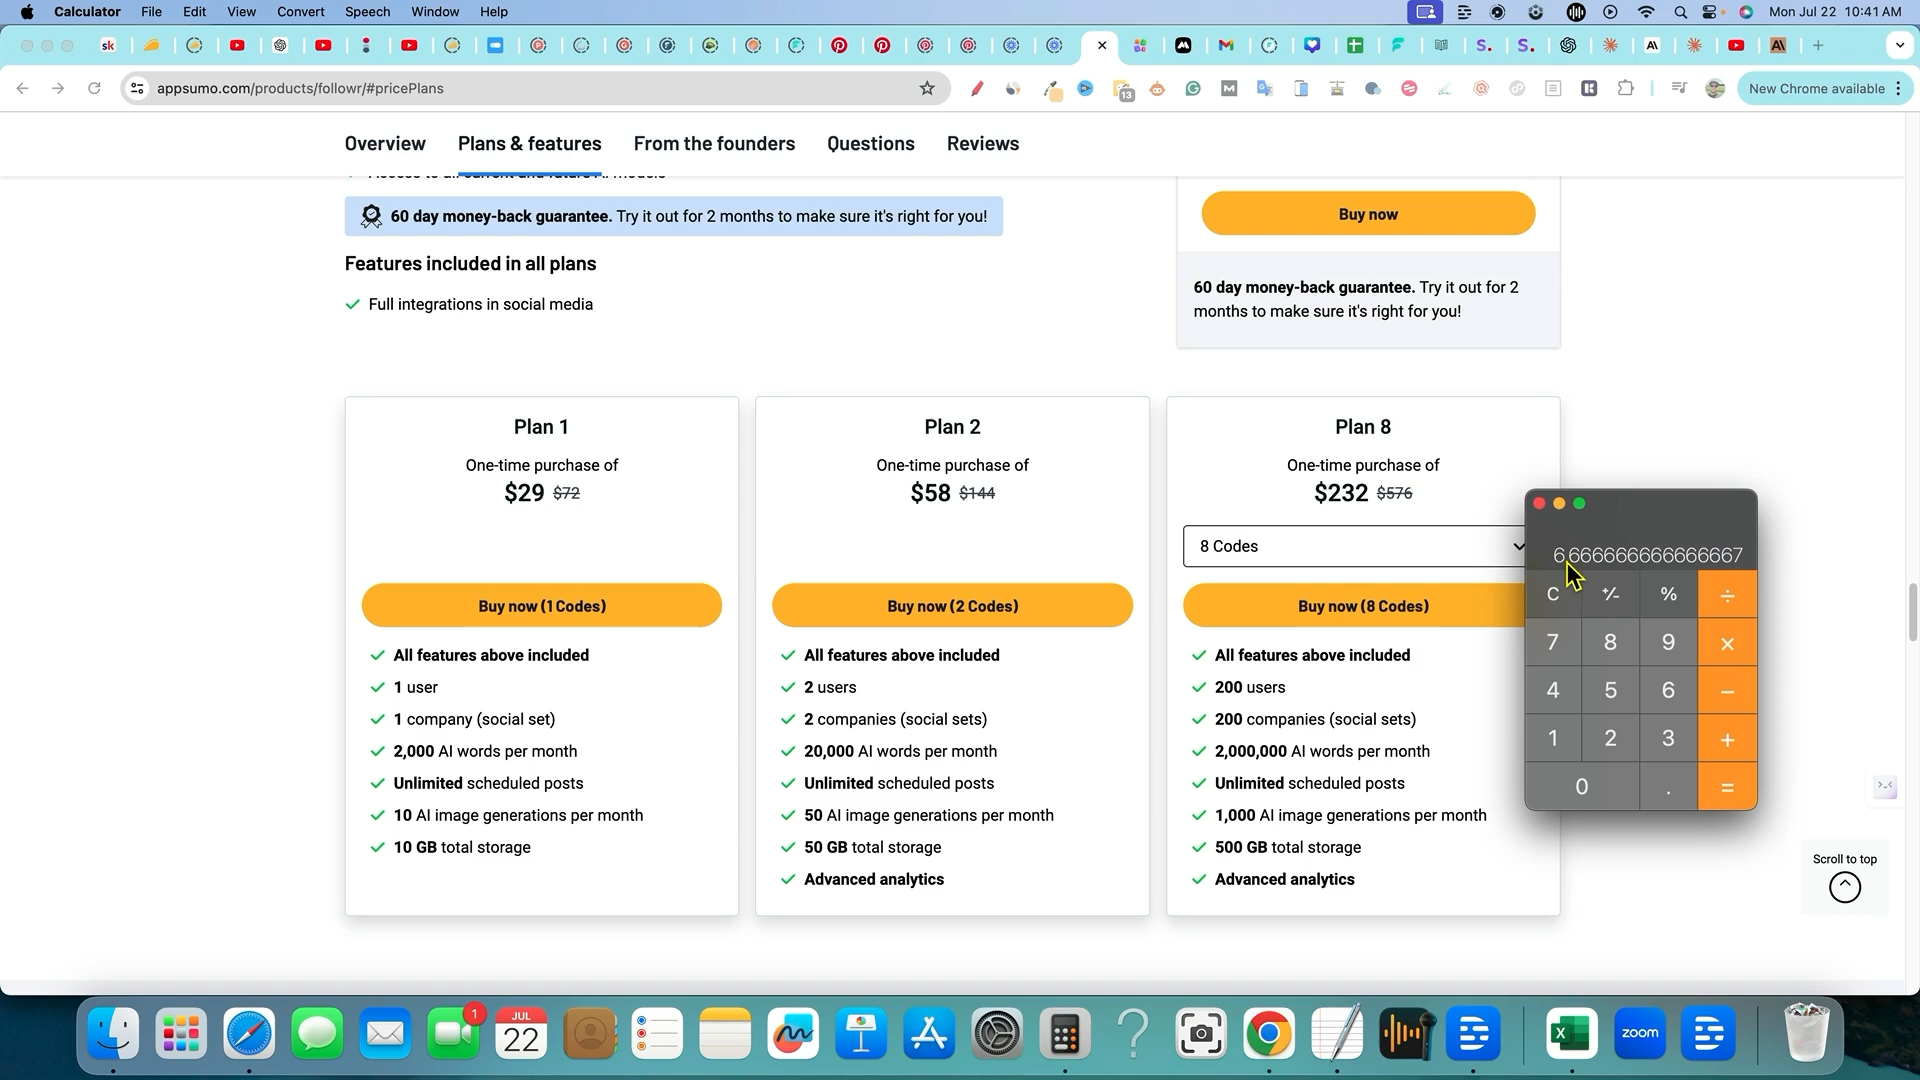 Calculator File Edit View Convert Speech Window Help
Mon Jul 22 10:41 AM
appsumo.com/products/followr/#pricePlans
13
New Chrome available
Overview Plans & features From the founders Questions Reviews
Access to all current and future AI models
60 day money-back guarantee. Try it out for 2 months to make sure it's right for you!
Features included in all plans
Full integrations in social media
Buy now
60 day money-back guarantee. Try it out for 2
months to make sure it's right for you!
Plan 1
One-time purchase of
$29 $72
Buy now (1 Codes)
All features above included
1 user
1 company (social set)
2,000 AI words per month
Unlimited scheduled posts
10 AI image generations per month
10 GB total storage
Plan 2
One-time purchase of
$58 $144
Buy now (2 Codes)
All features above included
2 users
2 companies (social sets)
20,000 AI words per month
Unlimited scheduled posts
50 AI image generations per month
50 GB total storage
Advanced analytics
Plan 8
One-time purchase of
$232 $576
8 Codes
Buy now (8 Codes)
All features above included
200 users
200 companies (social sets)
2,000,000 AI words per month
Unlimited scheduled posts
1,000 AI image generations per month
500 GB total storage
Advanced analytics
6.666666666666667
C +/- % ÷
7 8 9 ×
4 5 6 −
1 2 3 +
0 . =
Scroll to top
1
JUL
22
zoom